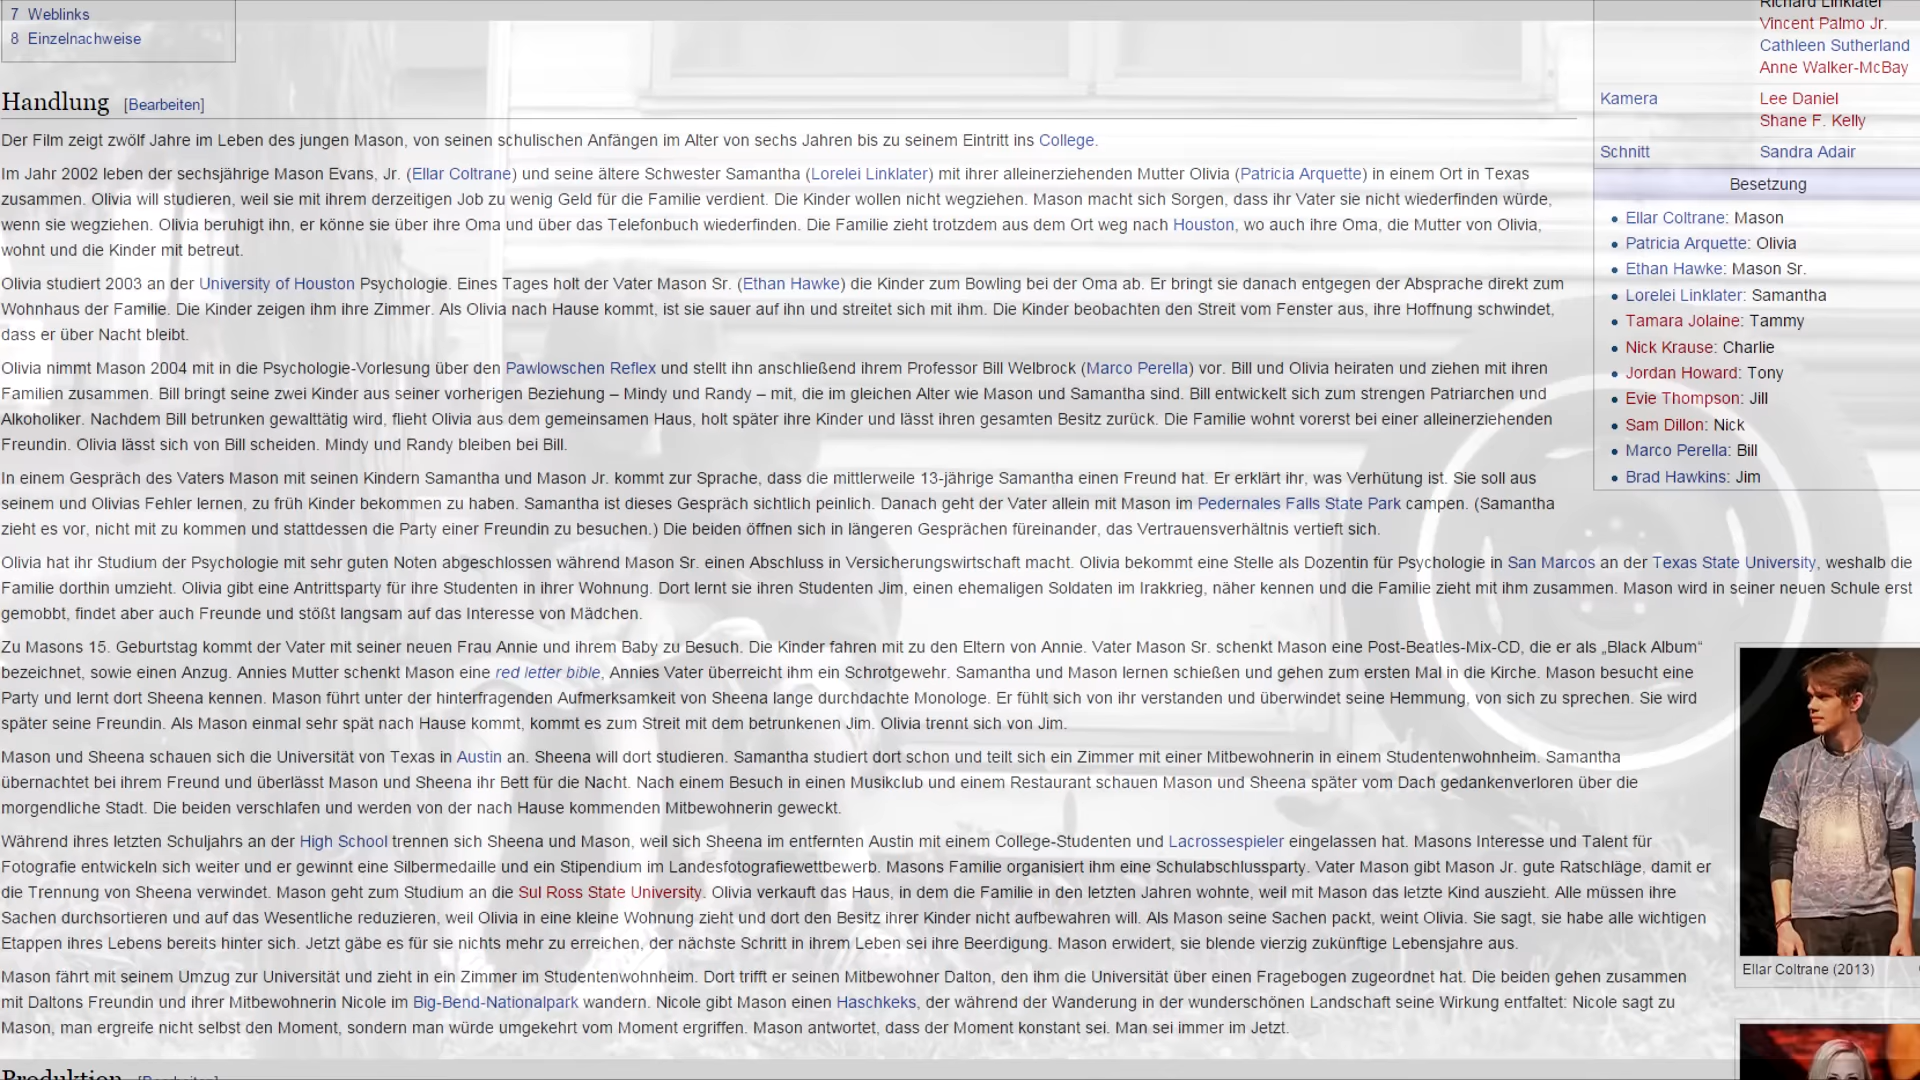 7 Weblinks
8 Einzelnachweise
Handlung [Bearbeiten]
Der Film zeigt zwölf Jahre im Leben des jungen Mason, von seinen schulischen Anfängen im Alter von sechs Jahren bis zu seinem Eintritt ins College.
Im Jahr 2002 leben der sechsjährige Mason Evans, Jr. (Ellar Coltrane) und seine ältere Schwester Samantha (Lorelei Linklater) mit ihrer alleinerziehenden Mutter Olivia (Patricia Arquette) in einem Ort in Texas
zusammen. Olivia will studieren, weil sie mit ihrem derzeitigen Job zu wenig Geld für die Familie verdient. Die Kinder wollen nicht wegziehen. Mason macht sich Sorgen, dass ihr Vater sie nicht wiederfinden würde,
wenn sie wegziehen. Olivia beruhigt ihn, er könne sie über ihre Oma und über das Telefonbuch wiederfinden. Die Familie zieht trotzdem aus dem Ort weg nach Houston, wo auch ihre Oma, die Mutter von Olivia,
wohnt und die Kinder mit betreut.
Olivia studiert 2003 an der University of Houston Psychologie. Eines Tages holt der Vater Mason Sr. (Ethan Hawke) die Kinder zum Bowling bei der Oma ab. Er bringt sie danach entgegen der Absprache direkt zum
Wohnhaus der Familie. Die Kinder zeigen ihm ihre Zimmer. Als Olivia nach Hause kommt, ist sie sauer auf ihn und streitet sich mit ihm. Die Kinder beobachten den Streit vom Fenster aus, ihre Hoffnung schwindet,
dass er über Nacht bleibt.
Olivia nimmt Mason 2004 mit in die Psychologie-Vorlesung über den Pawlowschen Reflex und stellt ihn anschließend ihrem Professor Bill Welbrock (Marco Perella) vor. Bill und Olivia heiraten und ziehen mit ihren
Familien zusammen. Bill bringt seine zwei Kinder aus seiner vorherigen Beziehung – Mindy und Randy – mit, die im gleichen Alter wie Mason und Samantha sind. Bill entwickelt sich zum strengen Patriarchen und
Alkoholiker. Nachdem Bill betrunken gewalttätig wird, flieht Olivia aus dem gemeinsamen Haus, holt später ihre Kinder und lässt ihren gesamten Besitz zurück. Die Familie wohnt vorerst bei einer alleinerziehenden
Freundin. Olivia lässt sich von Bill scheiden. Mindy und Randy bleiben bei Bill.
In einem Gespräch des Vaters Mason mit seinen Kindern Samantha und Mason Jr. kommt zur Sprache, dass die mittlerweile 13-jährige Samantha einen Freund hat. Er erklärt ihr, was Verhütung ist. Sie soll aus
seinem und Olivias Fehler lernen, zu früh Kinder bekommen zu haben. Samantha ist dieses Gespräch sichtlich peinlich. Danach geht der Vater allein mit Mason im Pedernales Falls State Park campen. (Samantha
zieht es vor, nicht mit zu kommen und stattdessen die Party einer Freundin zu besuchen.) Die beiden öffnen sich in längeren Gesprächen füreinander, das Vertrauensverhältnis vertieft sich.
Olivia hat ihr Studium der Psychologie mit sehr guten Noten abgeschlossen während Mason Sr. einen Abschluss in Versicherungswirtschaft macht. Olivia bekommt eine Stelle als Dozentin für Psychologie in San Marcos an der Texas State University, weshalb die
Familie dorthin umzieht. Olivia gibt eine Antrittsparty für ihre Studenten in ihrer Wohnung. Dort lernt sie ihren Studenten Jim, einen ehemaligen Soldaten im Irakkrieg, näher kennen und die Familie zieht mit ihm zusammen. Mason wird in seiner neuen Schule erst
gemobbt, findet aber auch Freunde und stößt langsam auf das Interesse von Mädchen.
Zu Masons 15. Geburtstag kommt der Vater mit seiner neuen Frau Annie und ihrem Baby zu Besuch. Die Kinder fahren mit zu den Eltern von Annie. Vater Mason Sr. schenkt Mason eine Post-Beatles-Mix-CD, die er als „Black Album“
bezeichnet, sowie einen Anzug. Annies Mutter schenkt Mason eine red letter bible, Annies Vater überreicht ihm ein Schrotgewehr. Samantha und Mason lernen schießen und gehen zum ersten Mal in die Kirche. Mason besucht eine
Party und lernt dort Sheena kennen. Mason führt unter der hinterfragenden Aufmerksamkeit von Sheena lange durchdachte Monologe. Er fühlt sich von ihr verstanden und überwindet seine Hemmung, von sich zu sprechen. Sie wird
später seine Freundin. Als Mason einmal sehr spät nach Hause kommt, kommt es zum Streit mit dem betrunkenen Jim. Olivia trennt sich von Jim.
Mason und Sheena schauen sich die Universität von Texas in Austin an. Sheena will dort studieren. Samantha studiert dort schon und teilt sich ein Zimmer mit einer Mitbewohnerin in einem Studentenwohnheim. Samantha
übernachtet bei ihrem Freund und überlässt Mason und Sheena ihr Bett für die Nacht. Nach einem Besuch in einen Musikclub und einem Restaurant schauen Mason und Sheena später vom Dach gedankenverloren über die
morgendliche Stadt. Die beiden verschlafen und werden von der nach Hause kommenden Mitbewohnerin geweckt.
Während ihres letzten Schuljahrs an der High School trennen sich Sheena und Mason, weil sich Sheena im entfernten Austin mit einem College-Studenten und Lacrossespieler eingelassen hat. Masons Interesse und Talent für
Fotografie entwickeln sich weiter und er gewinnt eine Silbermedaille und ein Stipendium im Landesfotografiewettbewerb. Masons Familie organisiert ihm eine Schulabschlussparty. Vater Mason gibt Mason Jr. gute Ratschläge, damit er
die Trennung von Sheena verwindet. Mason geht zum Studium an die Sul Ross State University. Olivia verkauft das Haus, in dem die Familie in den letzten Jahren wohnte, weil mit Mason das letzte Kind auszieht. Alle müssen ihre
Sachen durchsortieren und auf das Wesentliche reduzieren, weil Olivia in eine kleine Wohnung zieht und dort den Besitz ihrer Kinder nicht aufbewahren will. Als Mason seine Sachen packt, weint Olivia. Sie sagt, sie habe alle wichtigen
Etappen ihres Lebens bereits hinter sich. Jetzt gäbe es für sie nichts mehr zu erreichen, der nächste Schritt in ihrem Leben sei ihre Beerdigung. Mason erwidert, sie blende vierzig zukünftige Lebensjahre aus.
Mason fährt mit seinem Umzug zur Universität und zieht in ein Zimmer im Studentenwohnheim. Dort trifft er seinen Mitbewohner Dalton, den ihm die Universität über einen Fragebogen zugeordnet hat. Die beiden gehen zusammen
mit Daltons Freundin und ihrer Mitbewohnerin Nicole im Big-Bend-Nationalpark wandern. Nicole gibt Mason einen Haschkeks, der während der Wanderung in der wunderschönen Landschaft seine Wirkung entfaltet: Nicole sagt zu
Mason, man ergreife nicht selbst den Moment, sondern man würde umgekehrt vom Moment ergriffen. Mason antwortet, dass der Moment konstant sei. Man sei immer im Jetzt.
Produktion [Bearbeiten]
Richard Linklater
Vincent Palmo Jr.
Cathleen Sutherland
Anne Walker-McBay
Kamera Lee Daniel
Shane F. Kelly
Schnitt Sandra Adair
Besetzung
Ellar Coltrane: Mason
Patricia Arquette: Olivia
Ethan Hawke: Mason Sr.
Lorelei Linklater: Samantha
Tamara Jolaine: Tammy
Nick Krause: Charlie
Jordan Howard: Tony
Evie Thompson: Jill
Sam Dillon: Nick
Marco Perella: Bill
Brad Hawkins: Jim
Ellar Coltrane (2013)